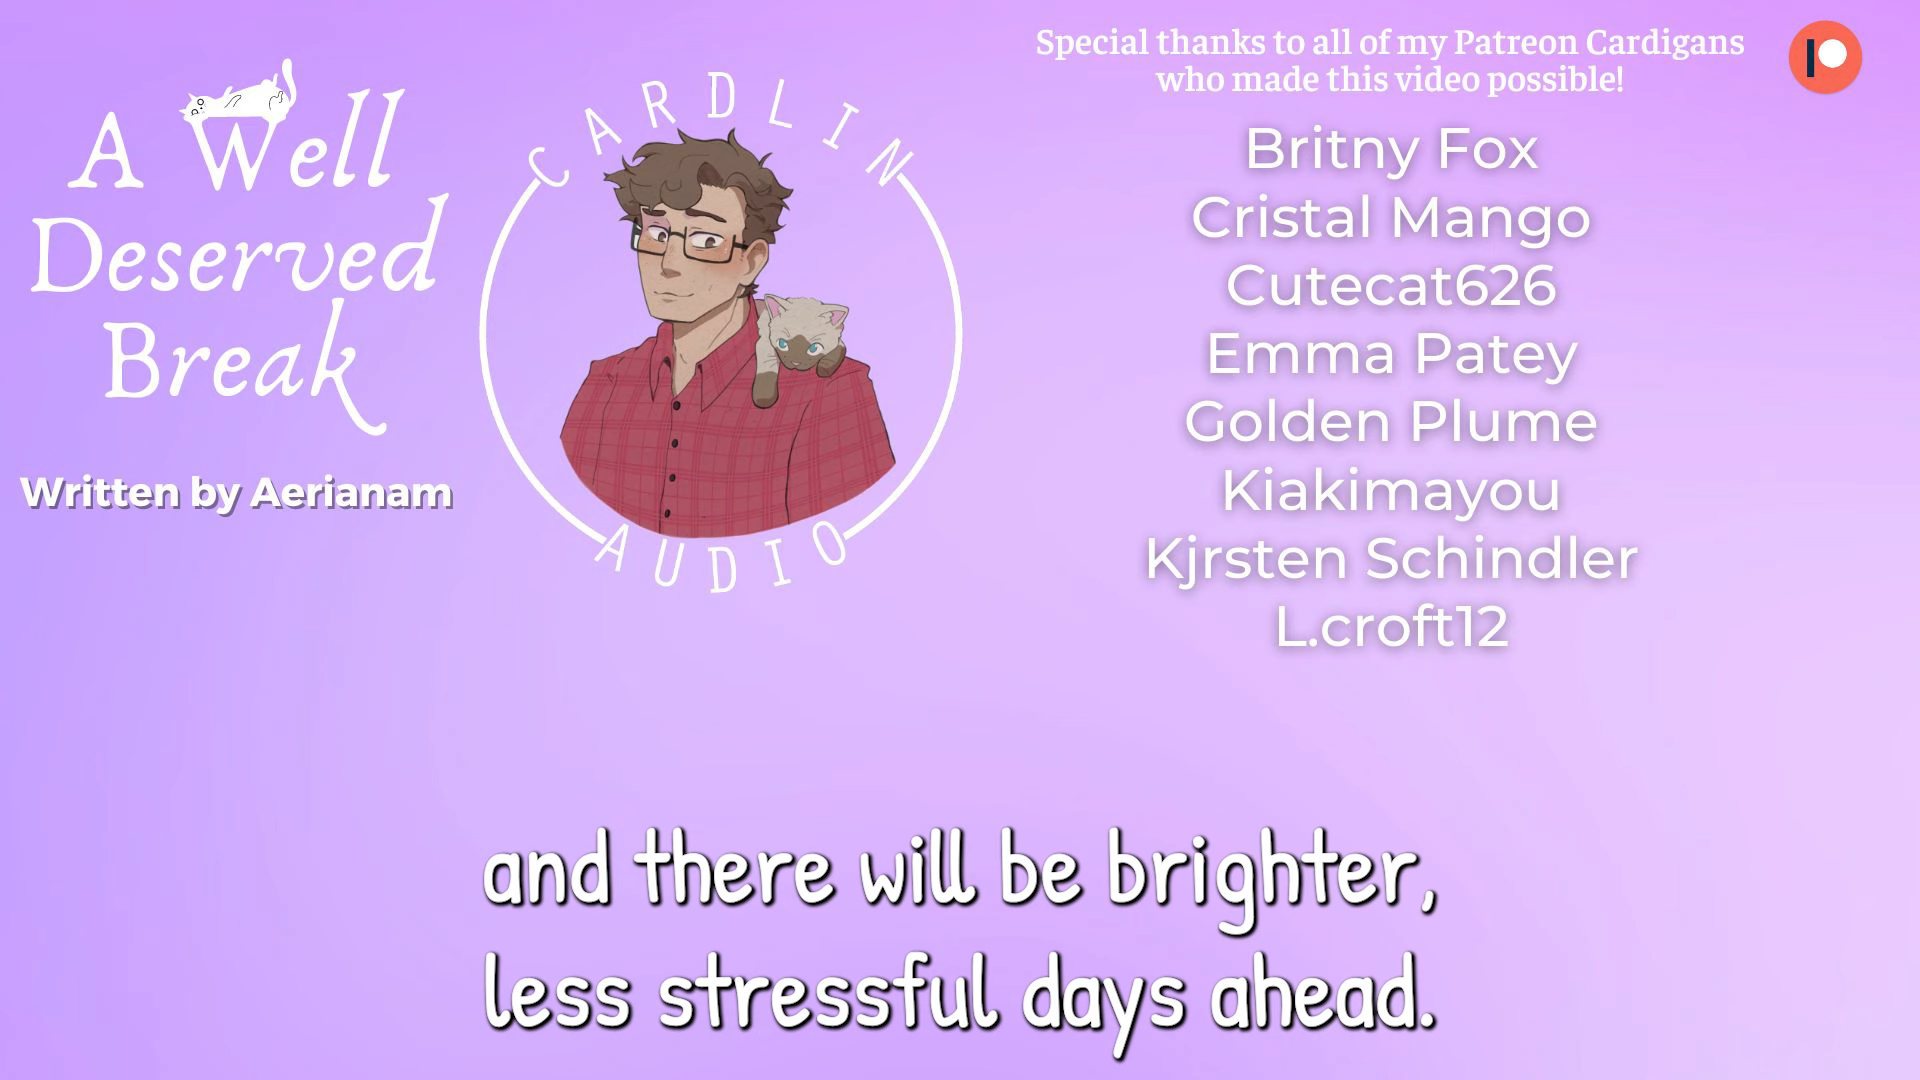 A Well
Deserved
Break
Written by Aerianam
CARDLIN
AUDIO
Special thanks to all of my Patreon Cardigans
who made this video possible!
Britny Fox
Cristal Mango
Cutecat626
Emma Patey
Golden Plume
Kiakimayou
Kjrsten Schindler
L.croft12
and there will be brighter,
less stressful days ahead.